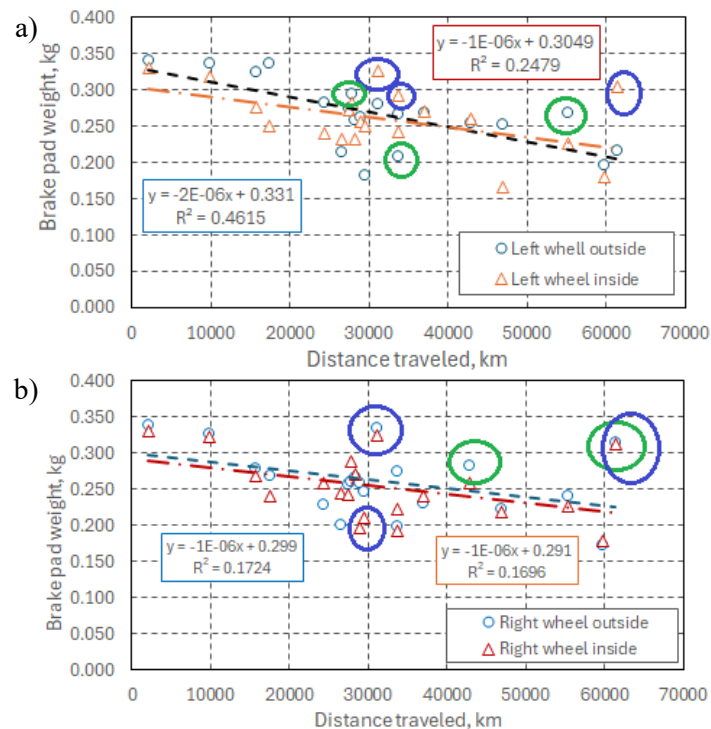 a)
Brake pad weight, kg
0.400
0.350
0.300
0.250
0.200
0.150
0.100
0.050
0.000
y = -1E-06x + 0.3049
R² = 0.2479
y = -2E-06x + 0.331
R² = 0.4615
Left whell outside
Left wheel inside
0 10000 20000 30000 40000 50000 60000 70000
Distance traveled, km
b)
Brake pad weight, kg
0.400
0.350
0.300
0.250
0.200
0.150
0.100
0.050
0.000
y = -1E-06x + 0.299
R² = 0.1724
y = -1E-06x + 0.291
R² = 0.1696
Right wheel outside
Right wheel inside
0 10000 20000 30000 40000 50000 60000 70000
Distance traveled, km